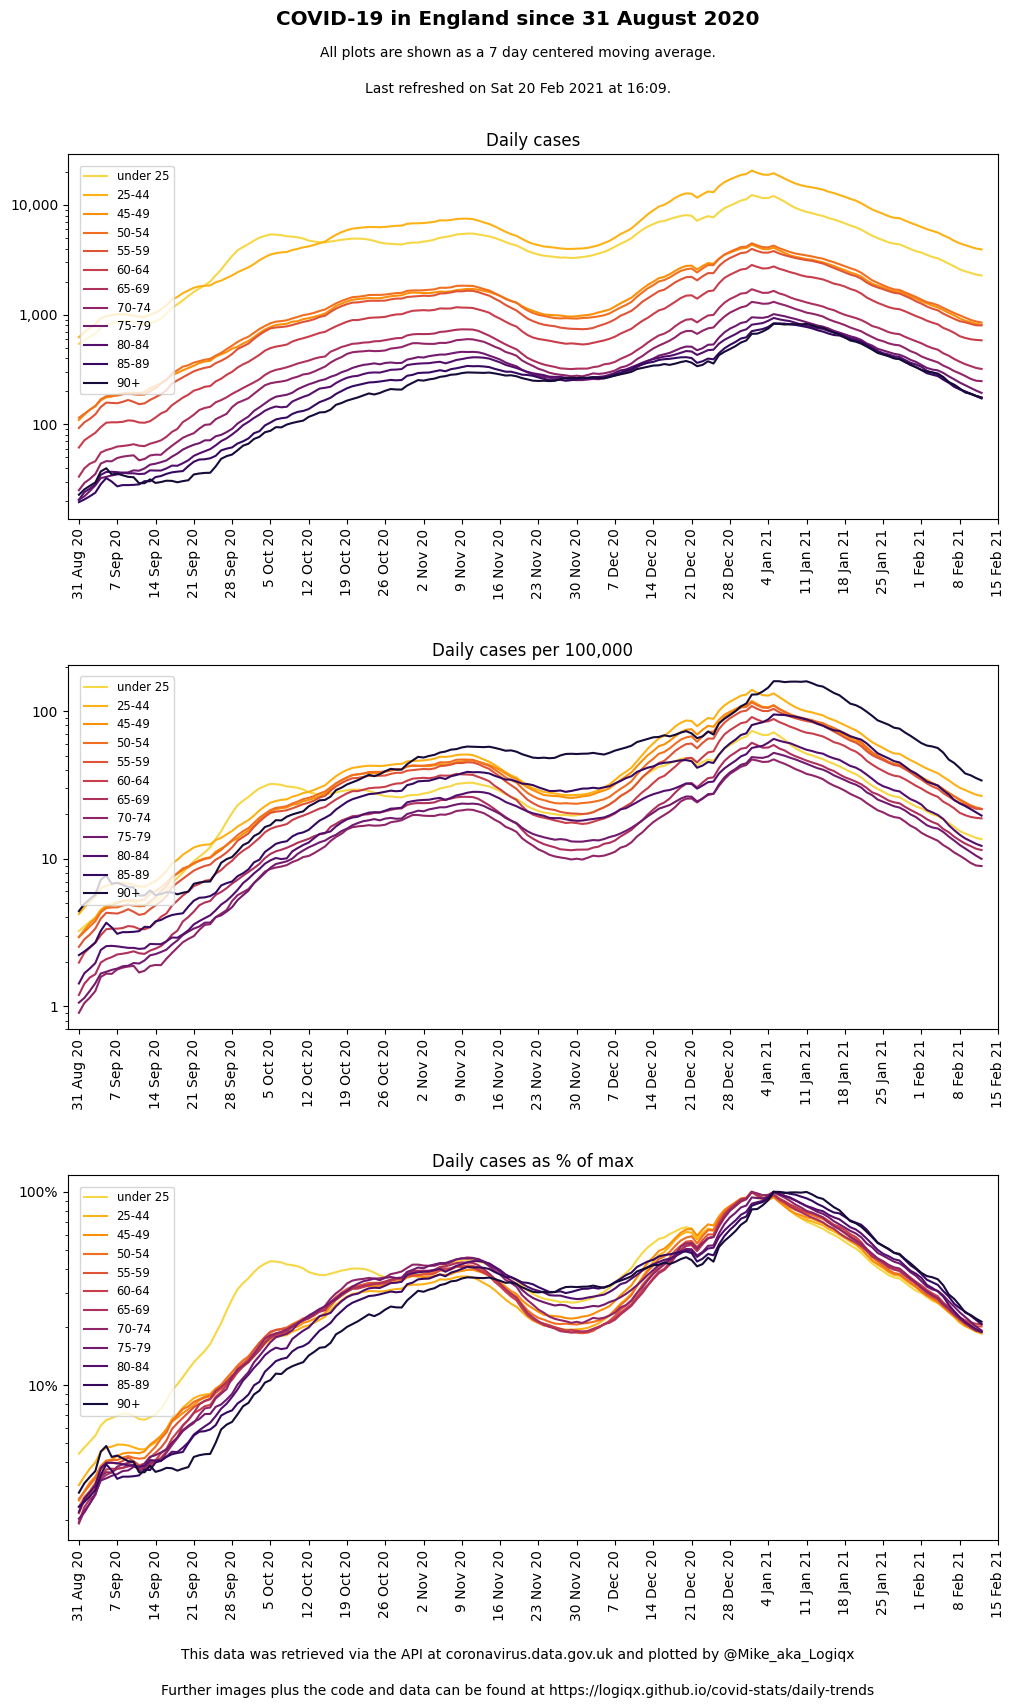 COVID-19 in England since 31 August 2020
All plots are shown as a 7 day centered moving average.
Last refreshed on Sat 20 Feb 2021 at 16:09.
Daily cases
under 25
25-44
45-49
50-54
55-59
60-64
65-69
70-74
75-79
80-84
85-89
90+
10,000
1,000
100
31 Aug 20
7 Sep 20
14 Sep 20
21 Sep 20
28 Sep 20
5 Oct 20
12 Oct 20
19 Oct 20
26 Oct 20
2 Nov 20
9 Nov 20
16 Nov 20
23 Nov 20
30 Nov 20
7 Dec 20
14 Dec 20
21 Dec 20
28 Dec 20
4 Jan 21
11 Jan 21
18 Jan 21
25 Jan 21
1 Feb 21
8 Feb 21
15 Feb 21
Daily cases per 100,000
under 25
25-44
45-49
50-54
55-59
60-64
65-69
70-74
75-79
80-84
85-89
90+
100
10
1
31 Aug 20
7 Sep 20
14 Sep 20
21 Sep 20
28 Sep 20
5 Oct 20
12 Oct 20
19 Oct 20
26 Oct 20
2 Nov 20
9 Nov 20
16 Nov 20
23 Nov 20
30 Nov 20
7 Dec 20
14 Dec 20
21 Dec 20
28 Dec 20
4 Jan 21
11 Jan 21
18 Jan 21
25 Jan 21
1 Feb 21
8 Feb 21
15 Feb 21
Daily cases as % of max
under 25
25-44
45-49
50-54
55-59
60-64
65-69
70-74
75-79
80-84
85-89
90+
100%
10%
31 Aug 20
7 Sep 20
14 Sep 20
21 Sep 20
28 Sep 20
5 Oct 20
12 Oct 20
19 Oct 20
26 Oct 20
2 Nov 20
9 Nov 20
16 Nov 20
23 Nov 20
30 Nov 20
7 Dec 20
14 Dec 20
21 Dec 20
28 Dec 20
4 Jan 21
11 Jan 21
18 Jan 21
25 Jan 21
1 Feb 21
8 Feb 21
15 Feb 21
This data was retrieved via the API at coronavirus.data.gov.uk and plotted by @Mike_aka_Logiqx
Further images plus the code and data can be found at https://logiqx.github.io/covid-stats/daily-trends